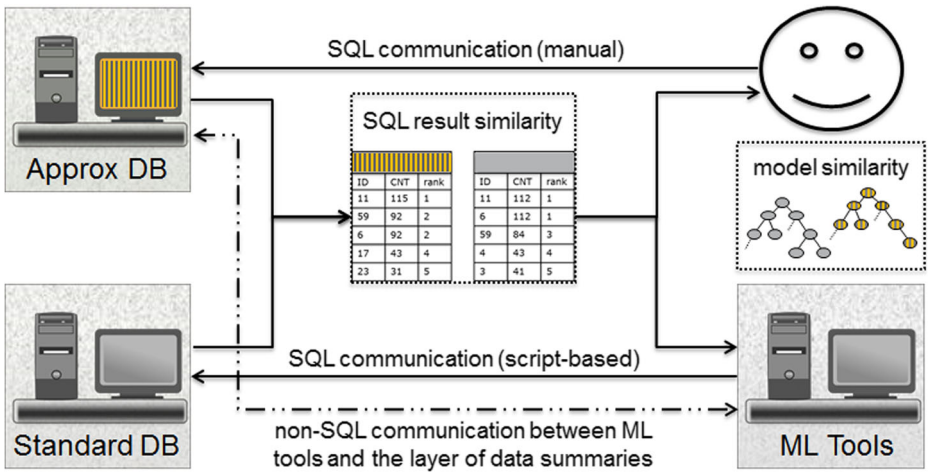 SQL communication (manual)
SQL result similarity
Approx DB
model similarity
ID CNT rank
11 115 1
59 92 2
6 92 2
17 43 4
23 31 5
ID CNT rank
11 112 1
6 112 1
59 84 3
4 43 4
3 41 5
SQL communication (script-based)
Standard DB
non-SQL communication between ML
tools and the layer of data summaries
ML Tools